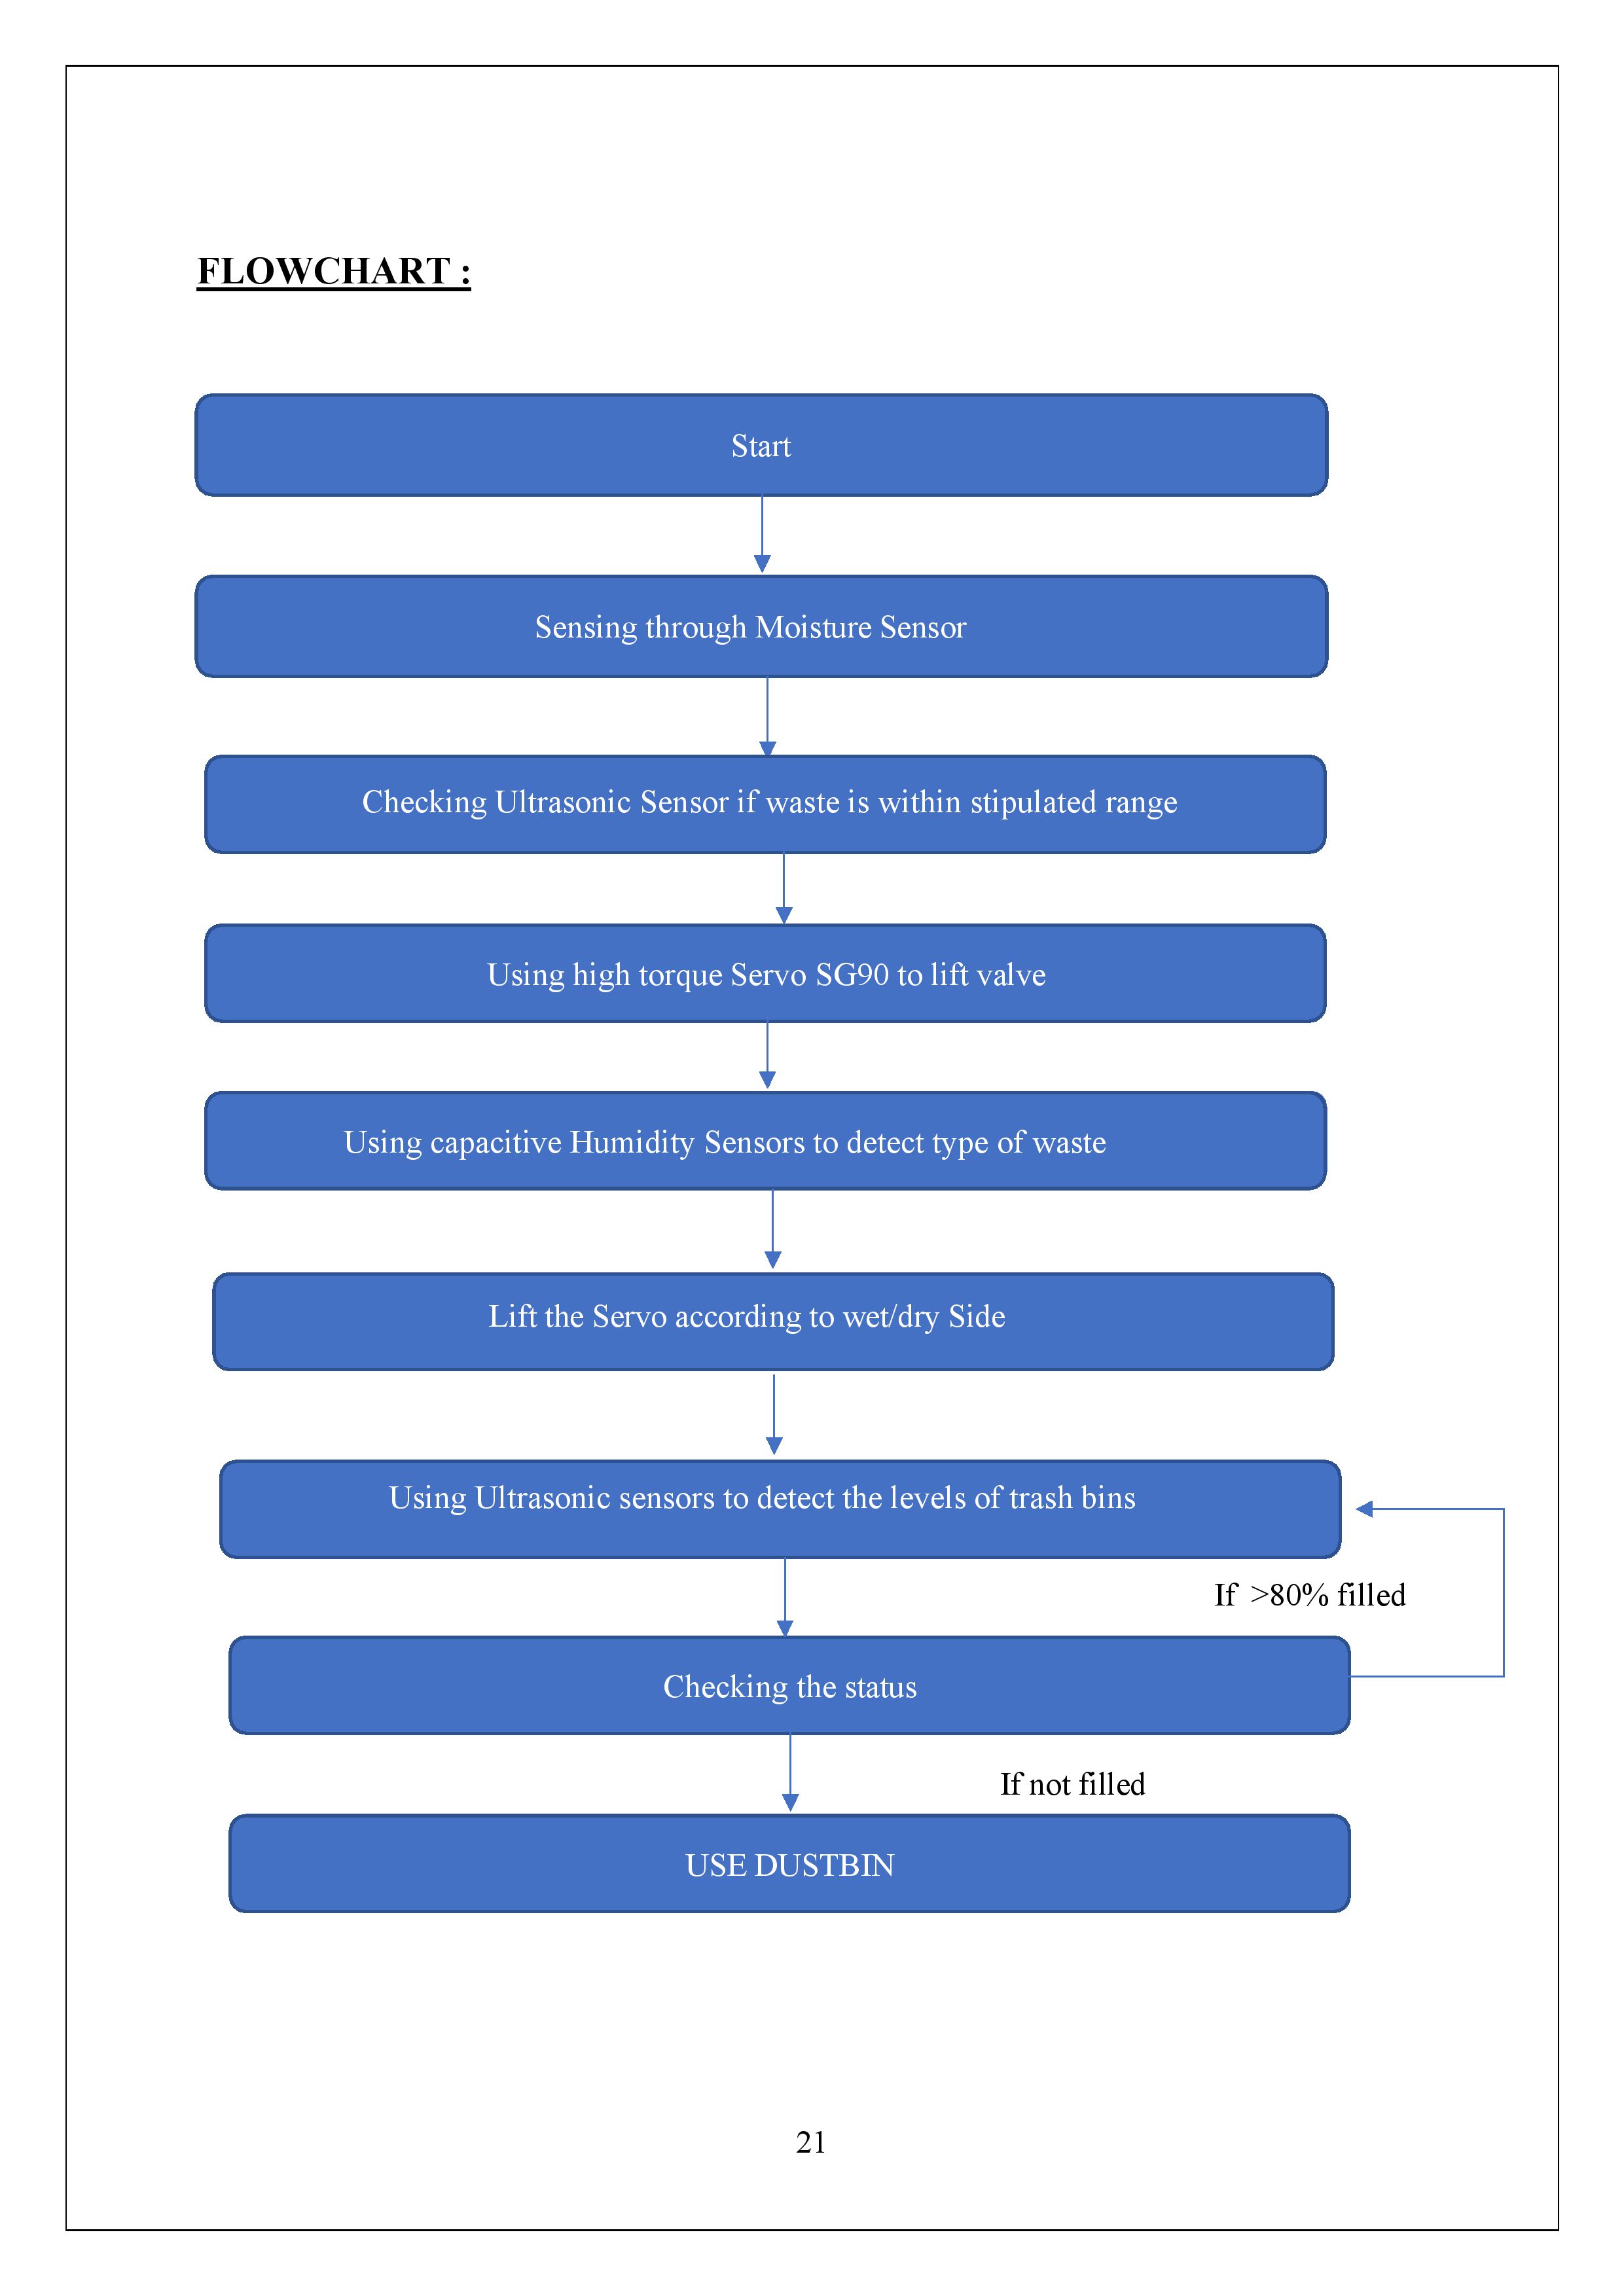 FLOWCHART :
Start
Sensing through Moisture Sensor
Checking Ultrasonic Sensor if waste is within stipulated range
Using high torque Servo SG90 to lift valve
Using capacitive Humidity Sensors to detect type of waste
Lift the Servo according to wet/dry Side
Using Ultrasonic sensors to detect the levels of trash bins
If >80% filled
Checking the status
If not filled
USE DUSTBIN
21